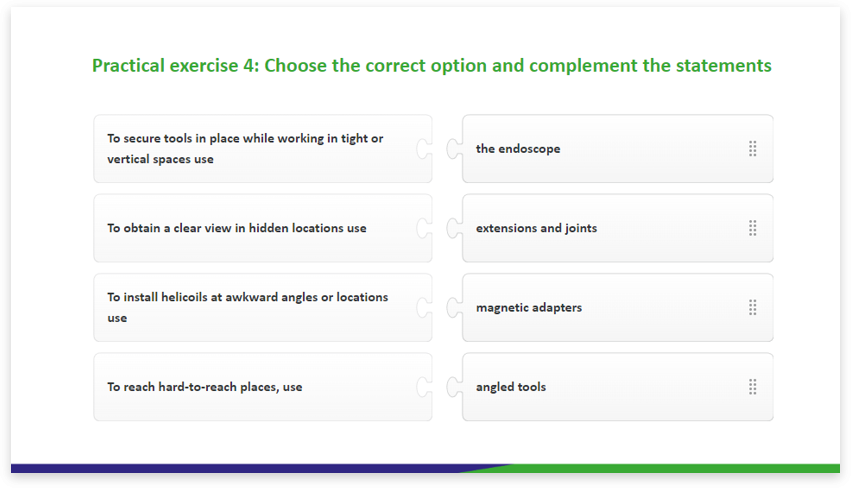 Practical exercise 4: Choose the correct option and complement the statements
To secure tools in place while working in tight or
vertical spaces use
the endoscope
To obtain a clear view in hidden locations use
extensions and joints
To install helicoils at awkward angles or locations
use
magnetic adapters
To reach hard-to-reach places, use
angled tools